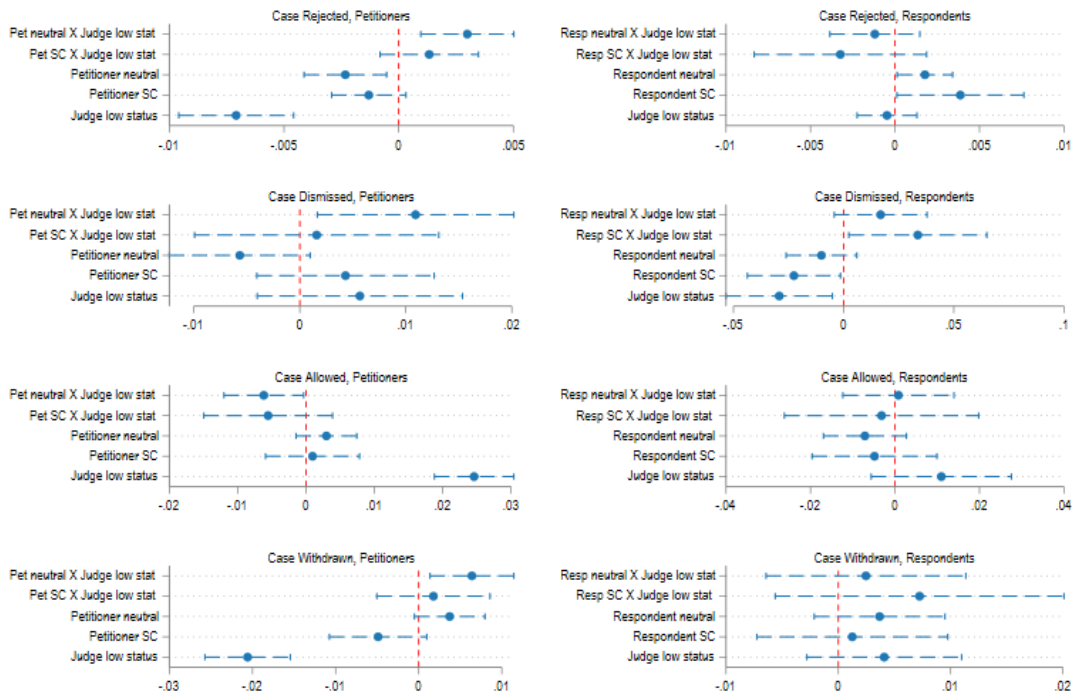 Case Rejected, Petitioners
Pet neutral X Judge low stat
Pet SC X Judge low stat
Petitioner neutral
Petitioner SC
Judge low status
-.01 -.005 0 .005
Case Rejected, Respondents
Resp neutral X Judge low stat
Resp SC X Judge low stat
Respondent neutral
Respondent SC
Judge low status
-.01 -.005 0 .005 .01
Case Dismissed, Petitioners
Pet neutral X Judge low stat
Pet SC X Judge low stat
Petitioner neutral
Petitioner SC
Judge low status
-.01 0 .01 .02
Case Dismissed, Respondents
Resp neutral X Judge low stat
Resp SC X Judge low stat
Respondent neutral
Respondent SC
Judge low status
-.05 0 .05 .1
Case Allowed, Petitioners
Pet neutral X Judge low stat
Pet SC X Judge low stat
Petitioner neutral
Petitioner SC
Judge low status
-.02 -.01 0 .01 .02 .03
Case Allowed, Respondents
Resp neutral X Judge low stat
Resp SC X Judge low stat
Respondent neutral
Respondent SC
Judge low status
-.04 -.02 0 .02 .04
Case Withdrawn, Petitioners
Pet neutral X Judge low stat
Pet SC X Judge low stat
Petitioner neutral
Petitioner SC
Judge low status
-.03 -.02 -.01 0 .01
Case Withdrawn, Respondents
Resp neutral X Judge low stat
Resp SC X Judge low stat
Respondent neutral
Respondent SC
Judge low status
-.01 0 .01 .02